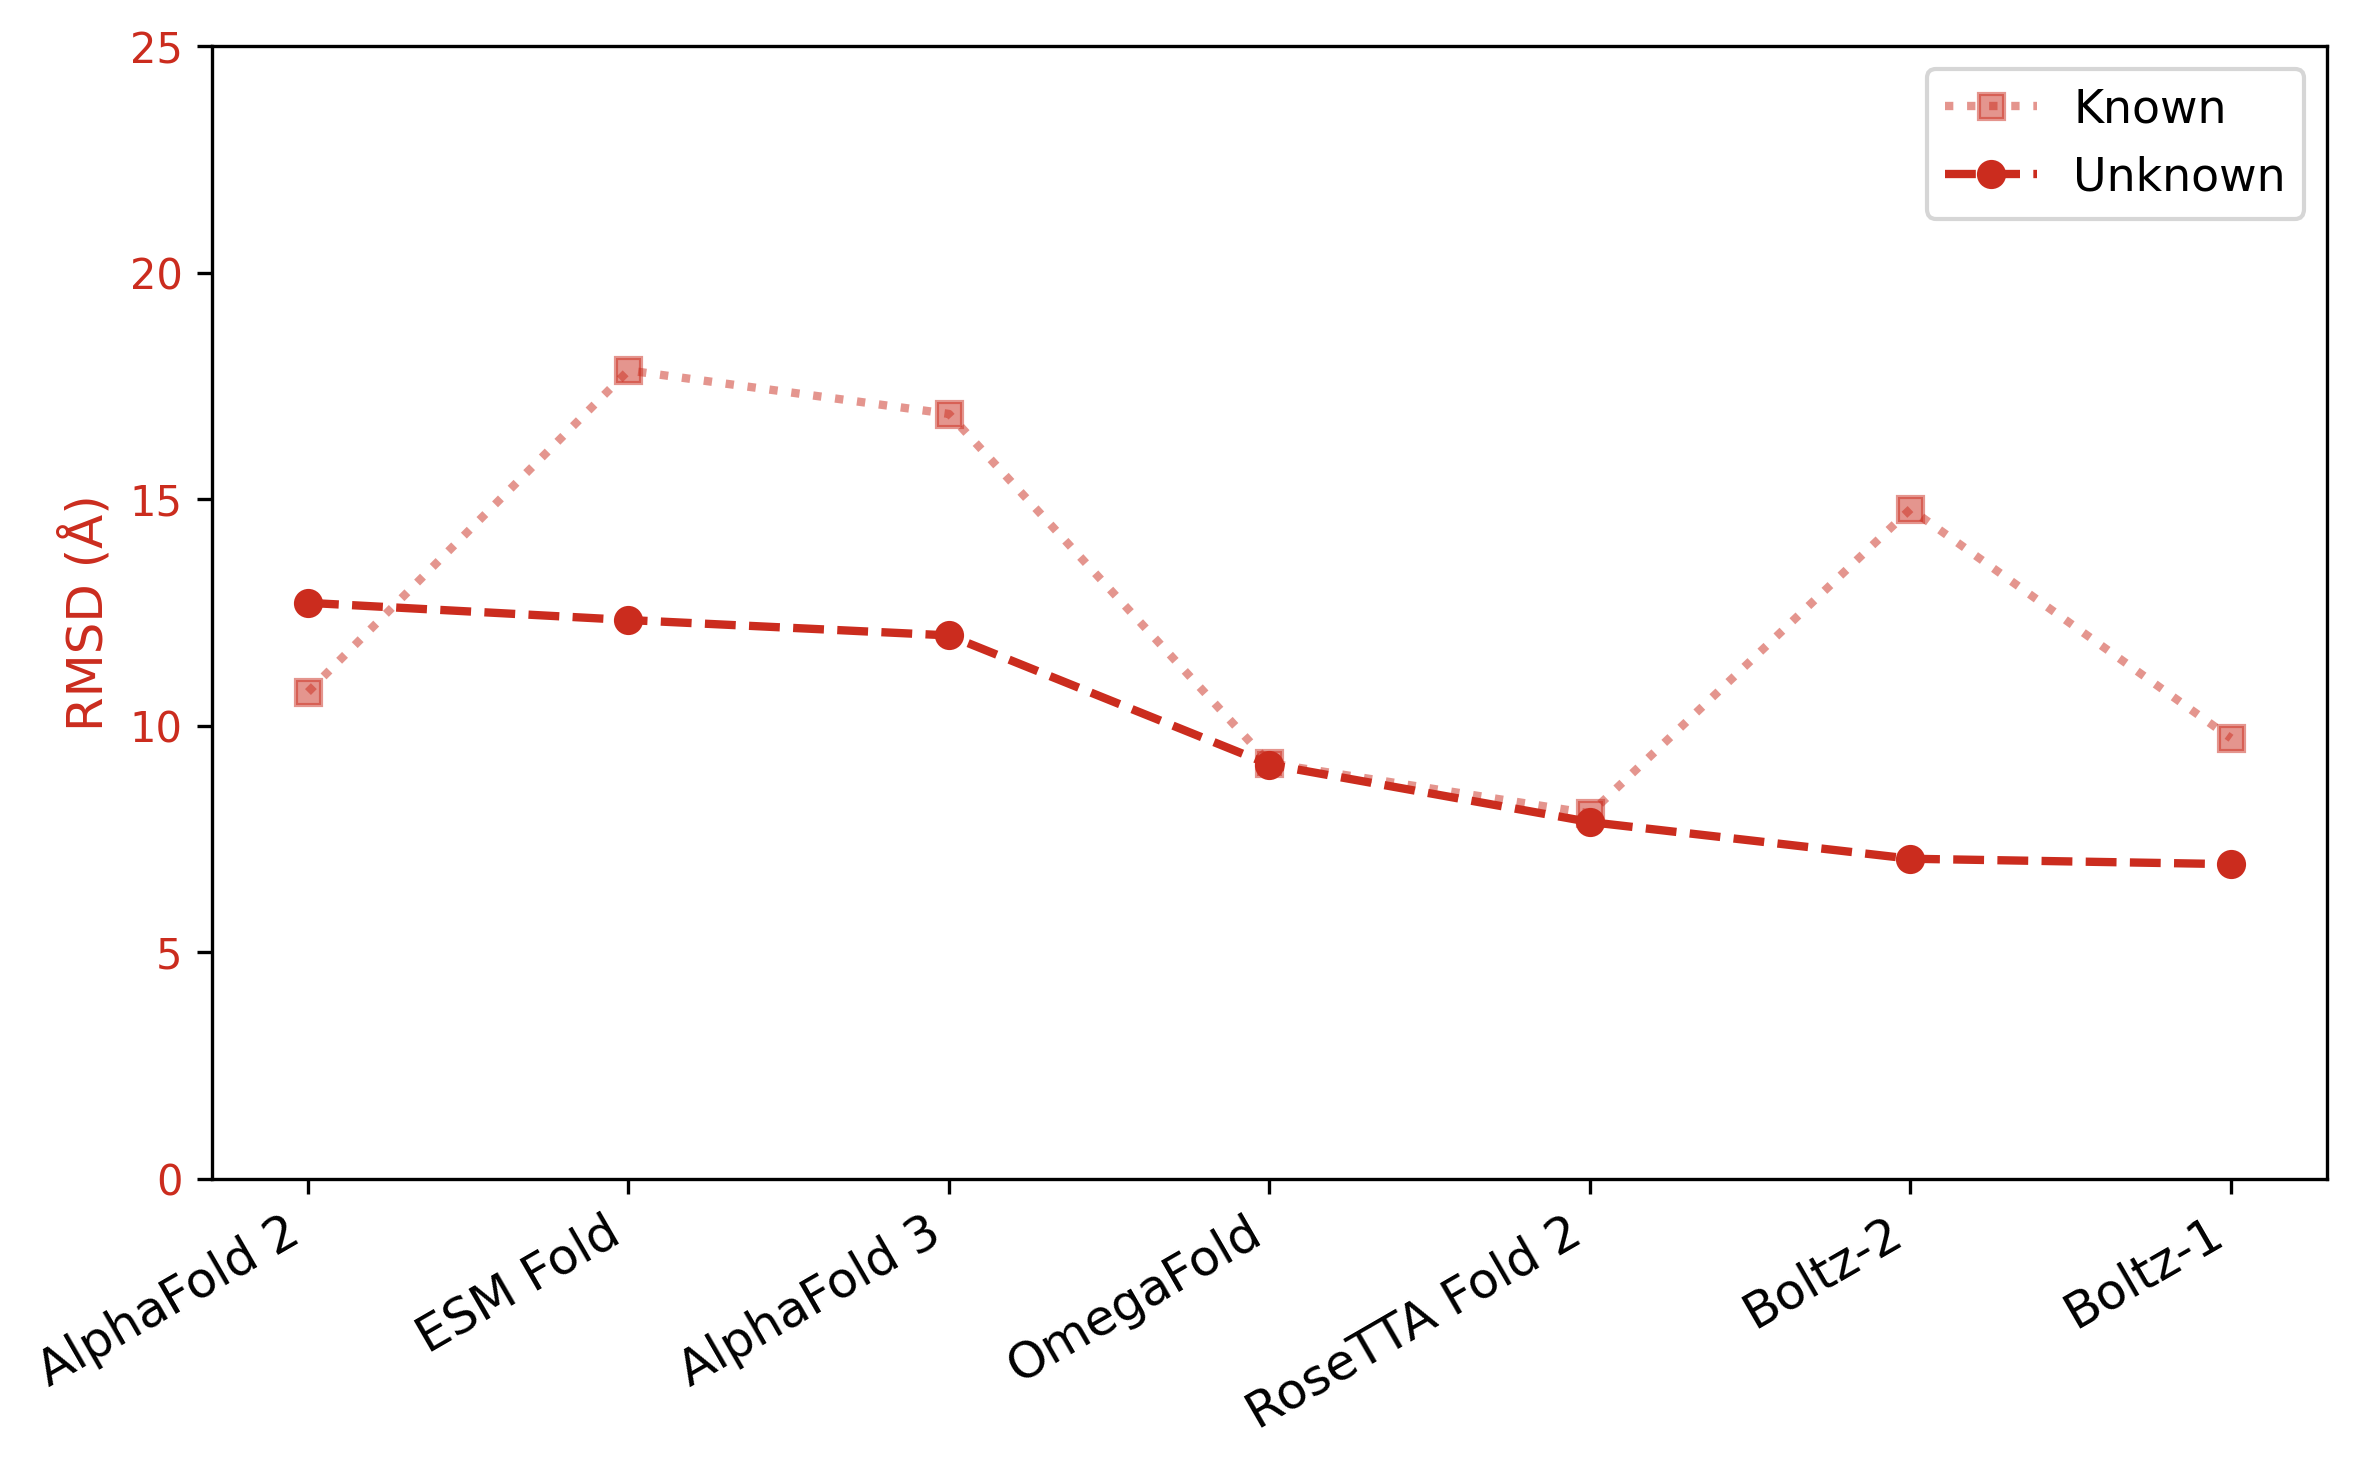 25
20
15
10
5
0
RMSD (Å)
Known
Unknown
AlphaFold 2
ESM Fold
AlphaFold 3
OmegaFold
RoseTTA Fold 2
Boltz-2
Boltz-1